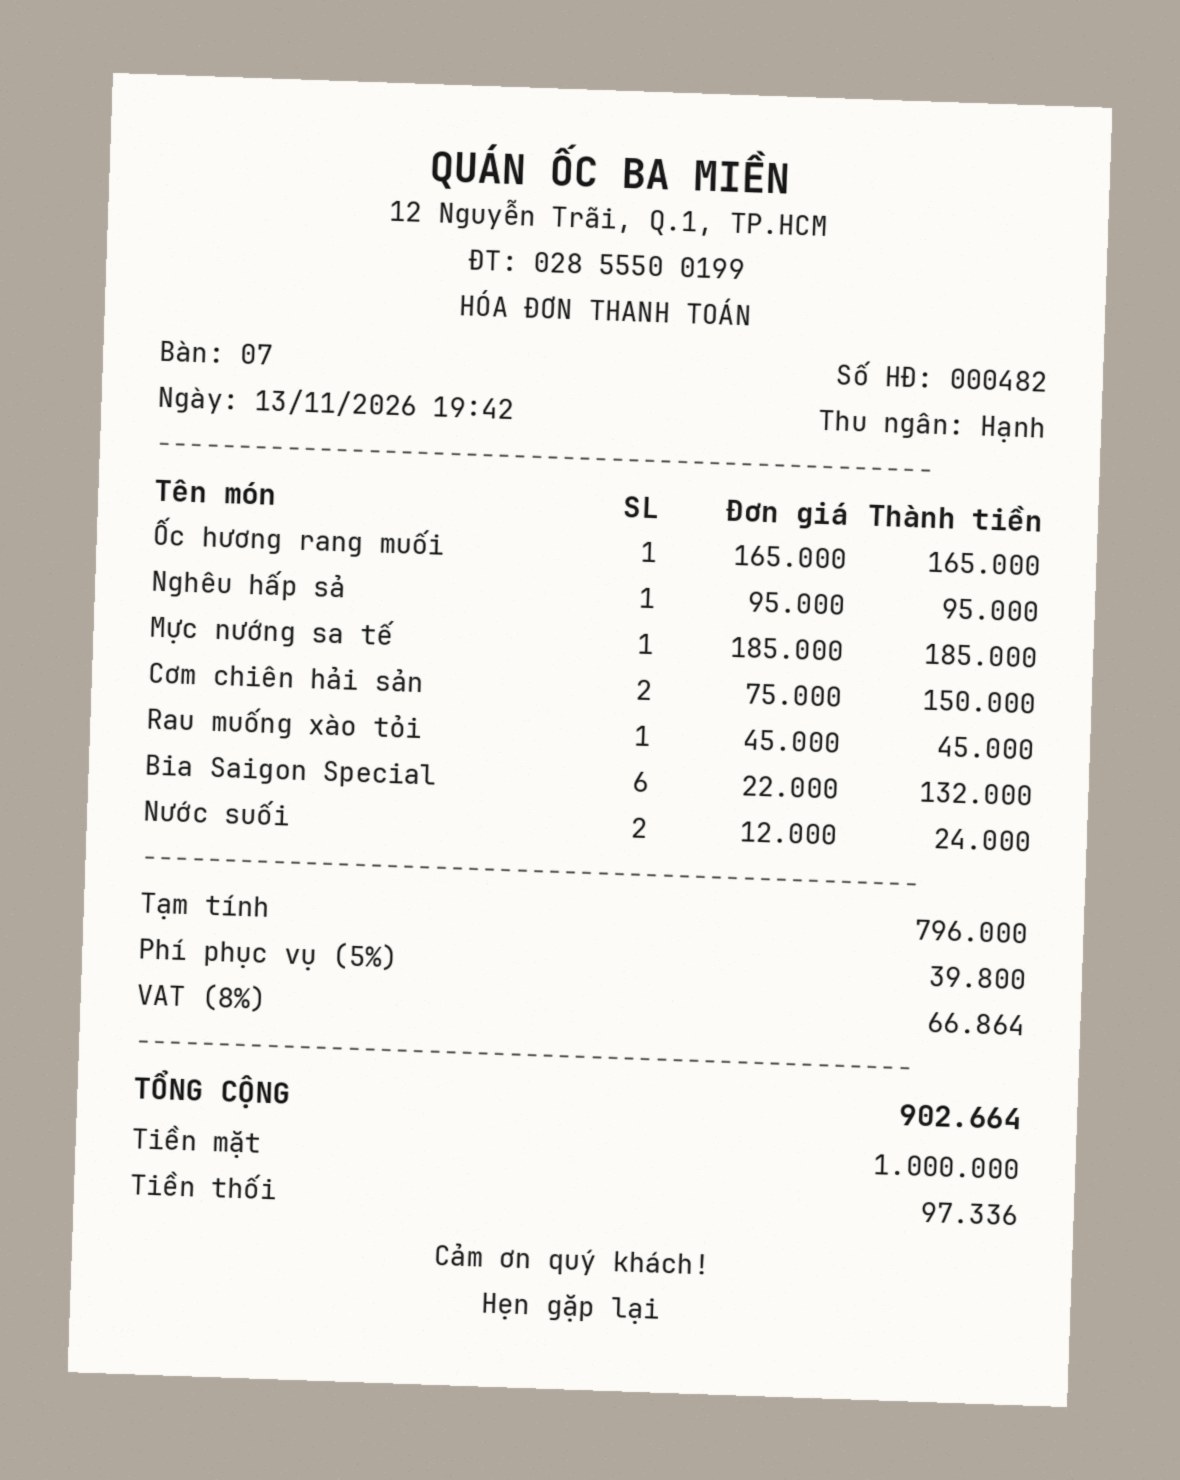 QUÁN ỐC BA MIỀN
12 Nguyễn Trãi, Q.1, TP.HCM
ĐT: 028 5550 0199
HÓA ĐƠN THANH TOÁN
Bàn: 07 Số HĐ: 000482
Ngày: 13/11/2026 19:42 Thu ngân: Hạnh
------------------------------------------------
Tên món SL Đơn giá Thành tiền
Ốc hương rang muối 1 165.000 165.000
Nghêu hấp sả 1 95.000 95.000
Mực nướng sa tế 1 185.000 185.000
Cơm chiên hải sản 2 75.000 150.000
Rau muống xào tỏi 1 45.000 45.000
Bia Saigon Special 6 22.000 132.000
Nước suối 2 12.000 24.000
------------------------------------------------
Tạm tính 796.000
Phí phục vụ (5%) 39.800
VAT (8%) 66.864
------------------------------------------------
TỔNG CỘNG 902.664
Tiền mặt 1.000.000
Tiền thối 97.336
Cảm ơn quý khách!
Hẹn gặp lại